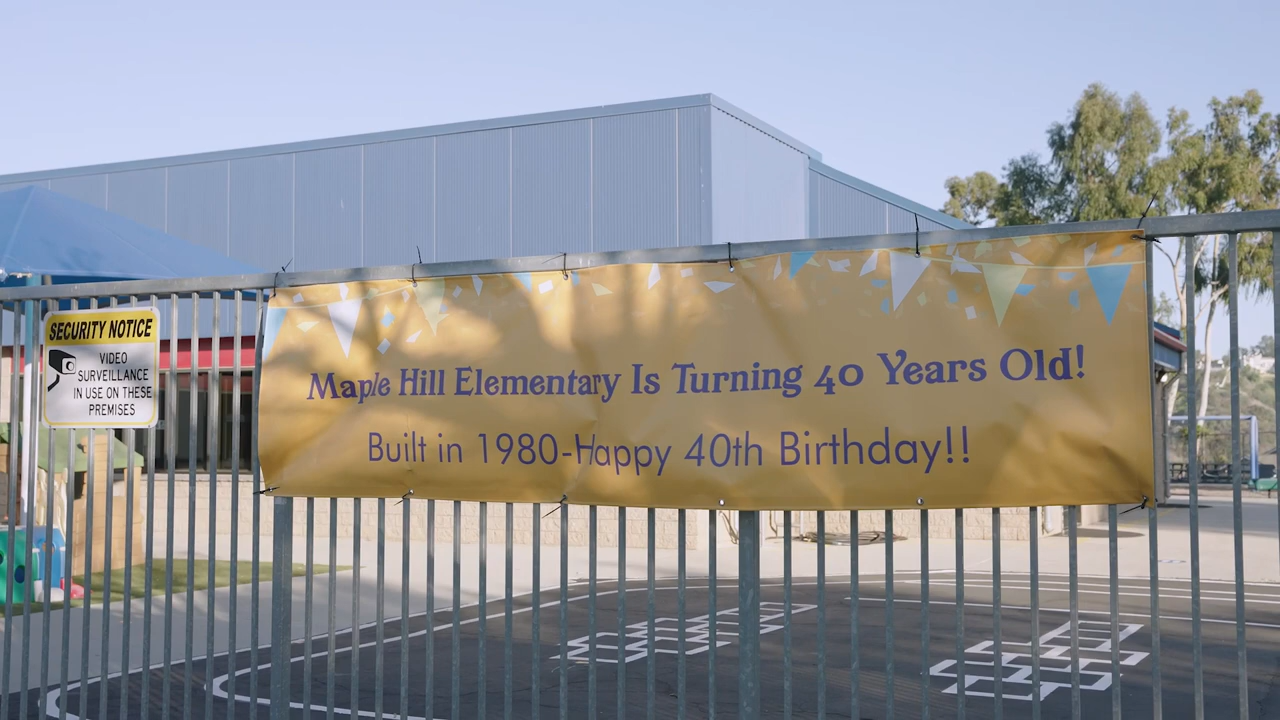 SECURITY NOTICE
VIDEO
SURVEILLANCE
IN USE ON THESE
PREMISES
Maple Hill Elementary Is Turning 40 Years Old!
Built in 1980-Happy 40th Birthday!!